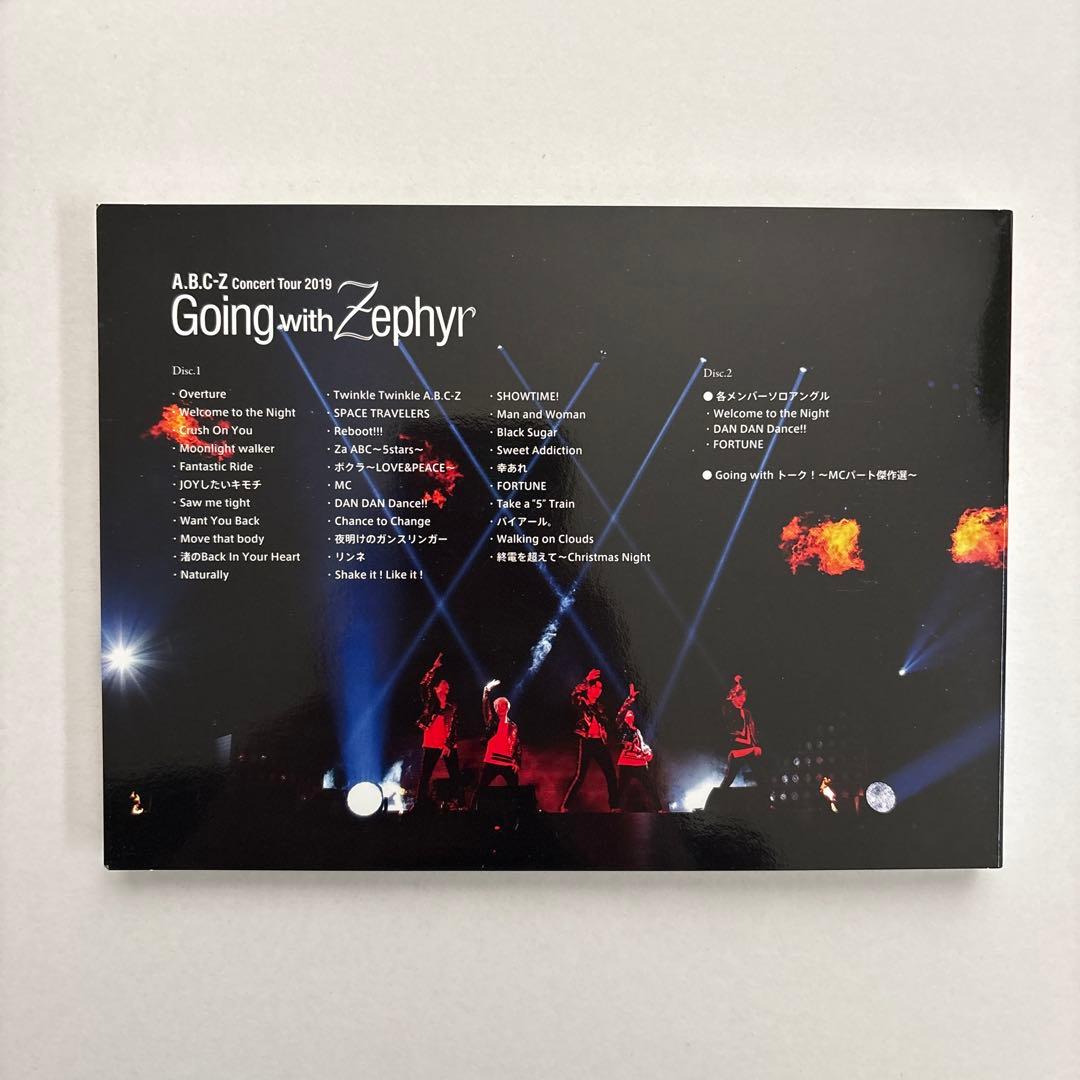 A.B.C-Z Concert Tour 2019
Going with Zephyr
Disc.1
・Overture
・Welcome to the Night
・Crush On You
・Moonlight walker
・Fantastic Ride
・JOYしたいキモチ
・Saw me tight
・Want You Back
・Move that body
・渚のBack In Your Heart
・Naturally
・Twinkle Twinkle A.B.C-Z
・SPACE TRAVELERS
・Reboot!!!
・Za ABC～5stars～
・ボクラ～LOVE&PEACE～
・MC
・DAN DAN Dance!!
・Chance to Change
・夜明けのガンスリンガー
・リンネ
・Shake it ! Like it !
・SHOWTIME!
・Man and Woman
・Black Sugar
・Sweet Addiction
・幸あれ
・FORTUNE
・Take a “5” Train
・バイアール。
・Walking on Clouds
・終電を超えて～Christmas Night
Disc.2
● 各メンバーソロアングル
・Welcome to the Night
・DAN DAN Dance!!
・FORTUNE
● Going with トーク！～MCパート傑作選～